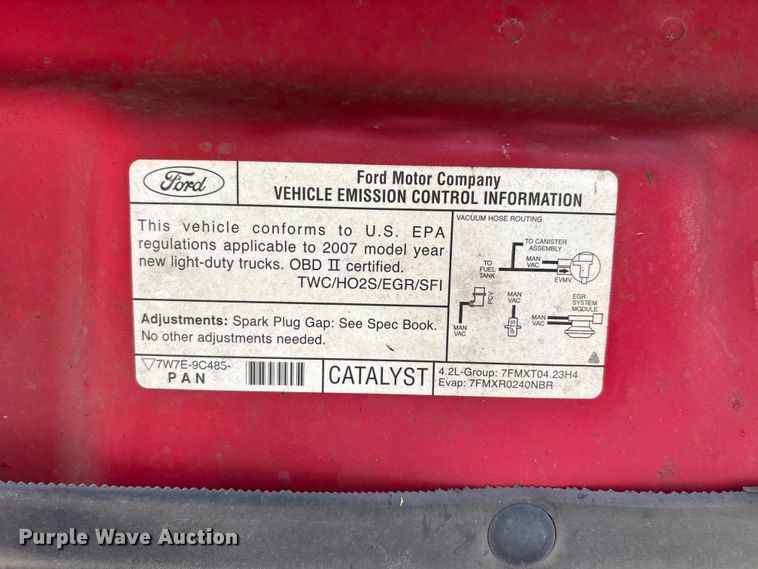 Ford
Ford Motor Company
VEHICLE EMISSION CONTROL INFORMATION
This vehicle conforms to U.S. EPA
regulations applicable to 2007 model year
new light-duty trucks. OBD II certified.
TWC/HO2S/EGR/SFI
Adjustments: Spark Plug Gap: See Spec Book.
No other adjustments needed.
7W7E-9C485-
PAN
CATALYST
4.2L-Group: 7FMXT04.23H4
Evap: 7FMXR0240NBR
VACUUM HOSE ROUTING
TO CANISTER
ASSEMBLY
TO
FUEL
TANK
MAN
VAC
EVMV
PCV
MAN
VAC
MAN
VAC
EGR
SYSTEM
MODULE
MAN
VAC
Purple Wave Auction